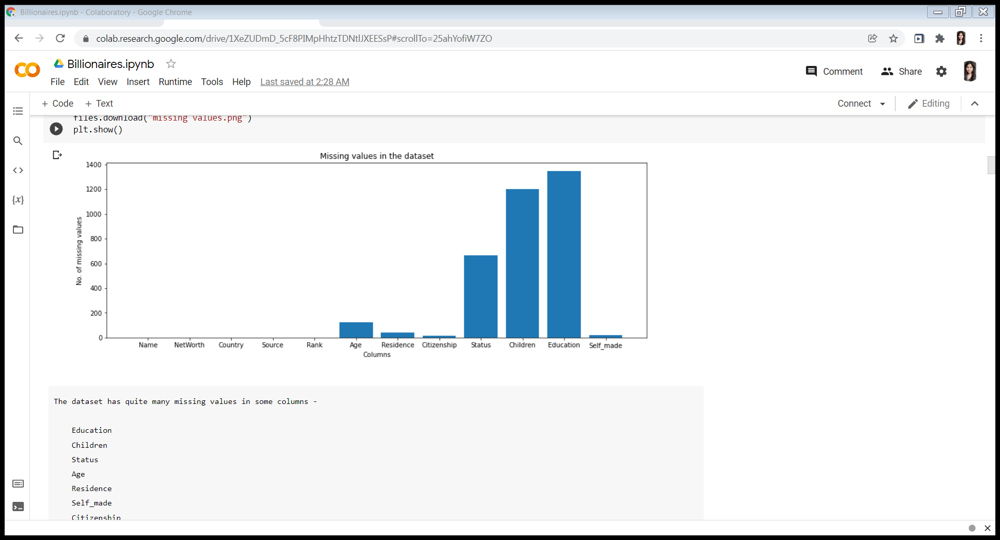 Billionaires.ipynb - Colaboratory - Google Chrome
colab.research.google.com/drive/1XeZUDmD_5cF8PIMpHhtzTDNtlJXEESsP#scrollTo=25ahYofiW7ZO
Billionaires.ipynb
File Edit View Insert Runtime Tools Help Last saved at 2:28 AM
Comment Share
+ Code + Text
Connect Editing
files.download("missing values.png")
plt.show()
{x}
Missing values in the dataset
1400
1200
1000
800
600
400
200
0
No. of missing values
Name NetWorth Country Source Rank Age Residence Citizenship Status Children Education Self_made
Columns
The dataset has quite many missing values in some columns -
Education
Children
Status
Age
Residence
Self_made
Citizenship